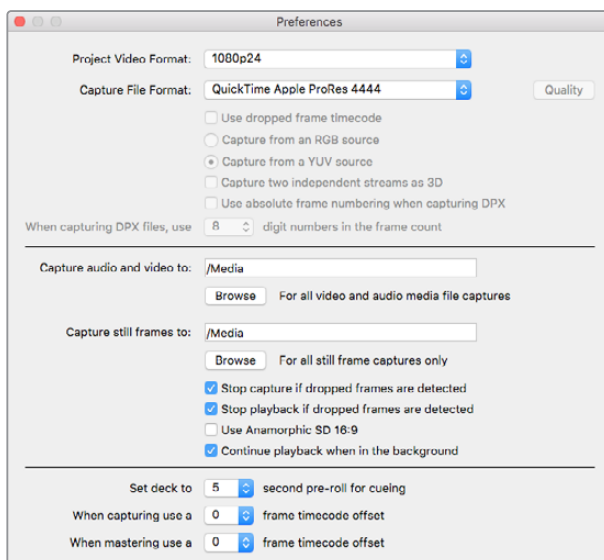 Preferences
Project Video Format: 1080p24
Capture File Format: QuickTime Apple ProRes 4444 Quality
Use dropped frame timecode
Capture from an RGB source
Capture from a YUV source
Capture two independent streams as 3D
Use absolute frame numbering when capturing DPX
When capturing DPX files, use 8 digit numbers in the frame count
Capture audio and video to: /Media
Browse For all video and audio media file captures
Capture still frames to: /Media
Browse For all still frame captures only
Stop capture if dropped frames are detected
Stop playback if dropped frames are detected
Use Anamorphic SD 16:9
Continue playback when in the background
Set deck to 5 second pre-roll for cueing
When capturing use a 0 frame timecode offset
When mastering use a 0 frame timecode offset